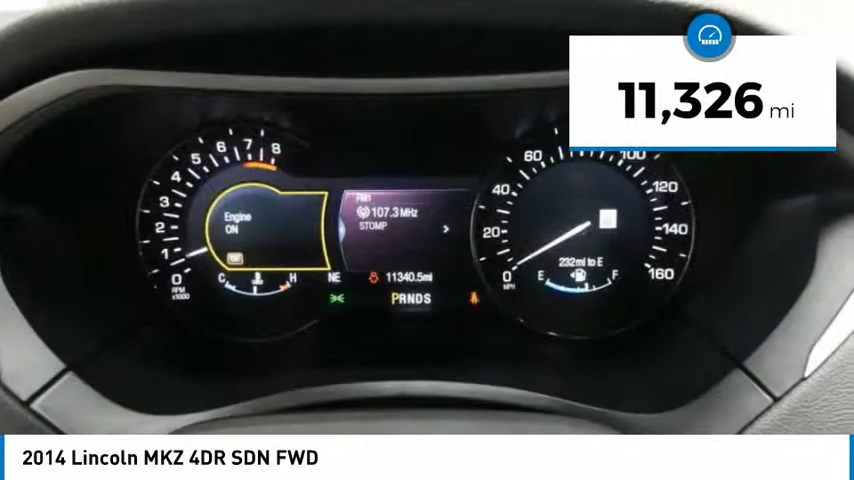 11,326 mi
8
7
6
5
4
3
2
1
0
RPM
x1000
Engine
ON
C H
FM1
107.3 MHz
STOMP
>
NE 11340.5mi
PRNDS
0
20
40
60
100
120
140
160
MPH
232mi to E
E F
2014 Lincoln MKZ 4DR SDN FWD